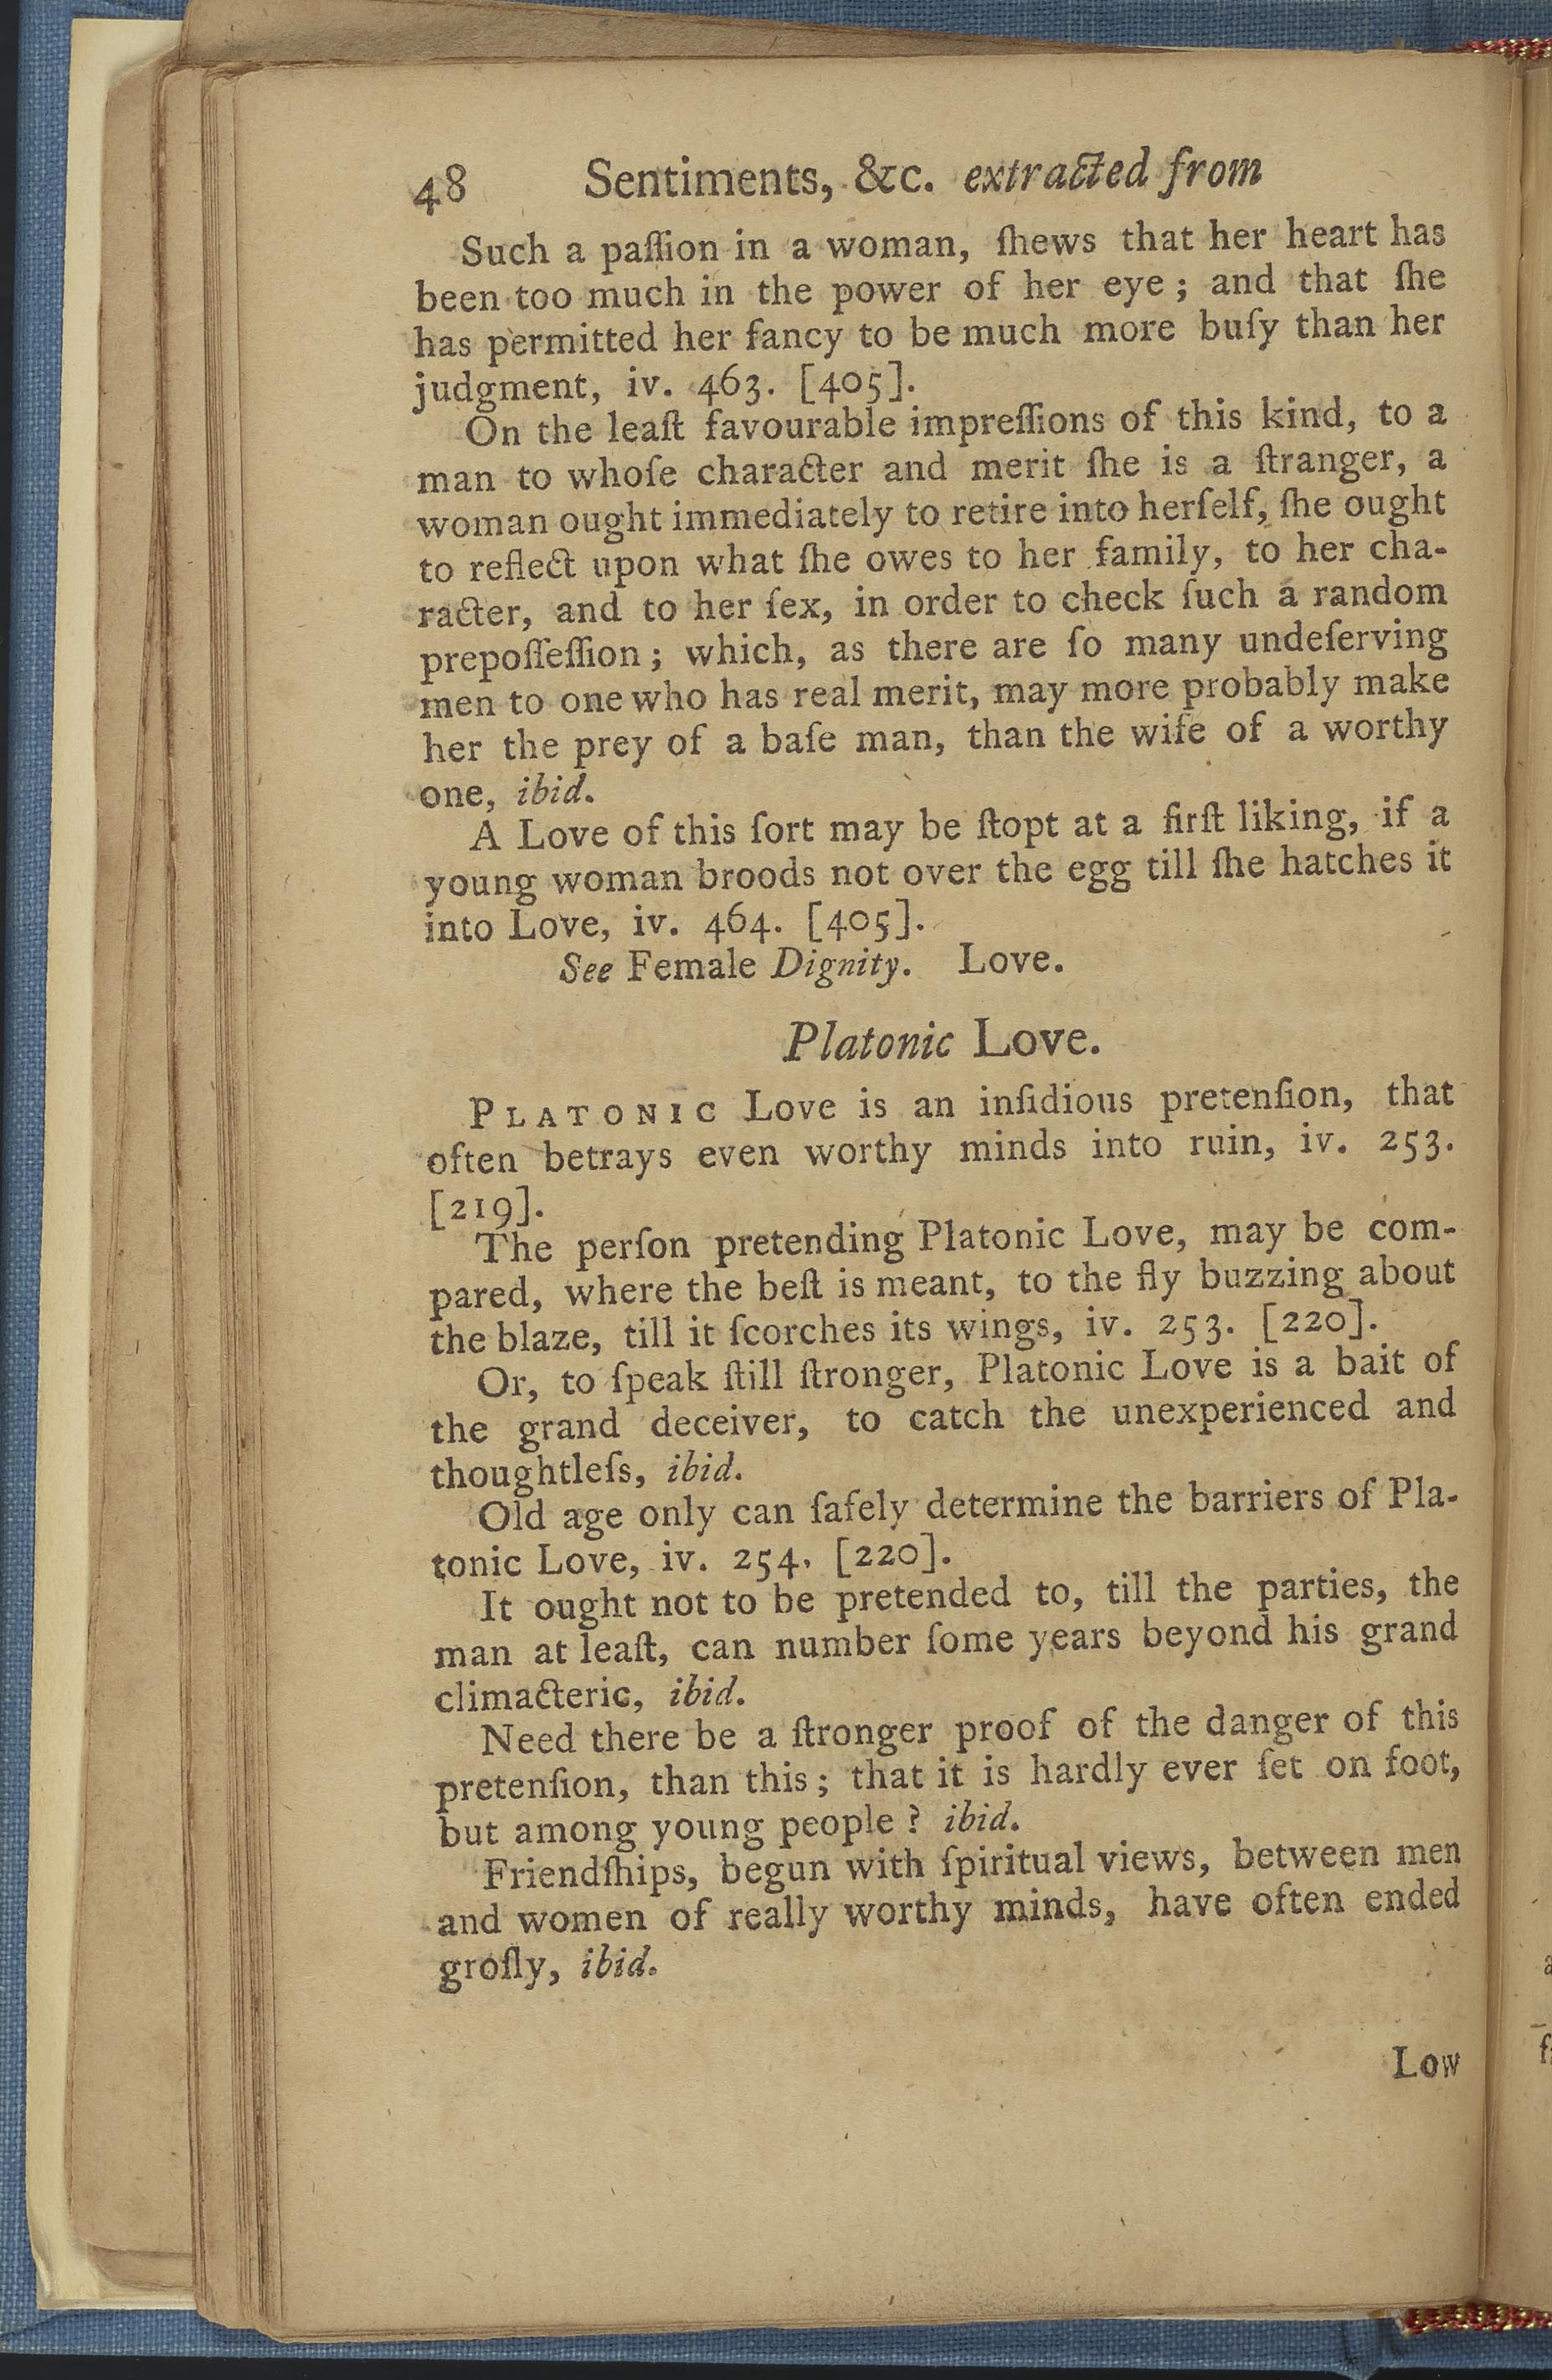 48 Sentiments, &c. extracted from
Such a paſſion in a woman, ſhews that her heart has
been too much in the power of her eye ; and that ſhe
has permitted her fancy to be much more buſy than her
judgment, iv. 463. [405].
On the leaſt favourable impreſſions of this kind, to a
man to whoſe character and merit ſhe is a ſtranger, a
woman ought immediately to retire into herſelf, ſhe ought
to reflect upon what ſhe owes to her family, to her cha-
racter, and to her ſex, in order to check ſuch a random
prepoſſeſſion ; which, as there are ſo many undeſerving
men to one who has real merit, may more probably make
her the prey of a baſe man, than the wife of a worthy
one, ibid.
A Love of this ſort may be ſtopt at a firſt liking, if a
young woman broods not over the egg till ſhe hatches it
into Love, iv. 464. [405].
See Female Dignity. Love.
Platonic Love.
PLATONIC Love is an inſidious pretenſion, that
often betrays even worthy minds into ruin, iv. 253.
[219].
The perſon pretending Platonic Love, may be com-
pared, where the beſt is meant, to the fly buzzing about
the blaze, till it ſcorches its wings, iv. 253. [220].
Or, to ſpeak ſtill ſtronger, Platonic Love is a bait of
the grand deceiver, to catch the unexperienced and
thoughtleſs, ibid.
Old age only can ſafely determine the barriers of Pla-
tonic Love, iv. 254. [220].
It ought not to be pretended to, till the parties, the
man at leaſt, can number ſome years beyond his grand
climacteric, ibid.
Need there be a ſtronger proof of the danger of this
pretenſion, than this ; that it is hardly ever ſet on foot,
but among young people ? ibid.
Friendſhips, begun with ſpiritual views, between men
and women of really worthy minds, have often ended
groſly, ibid.
Low